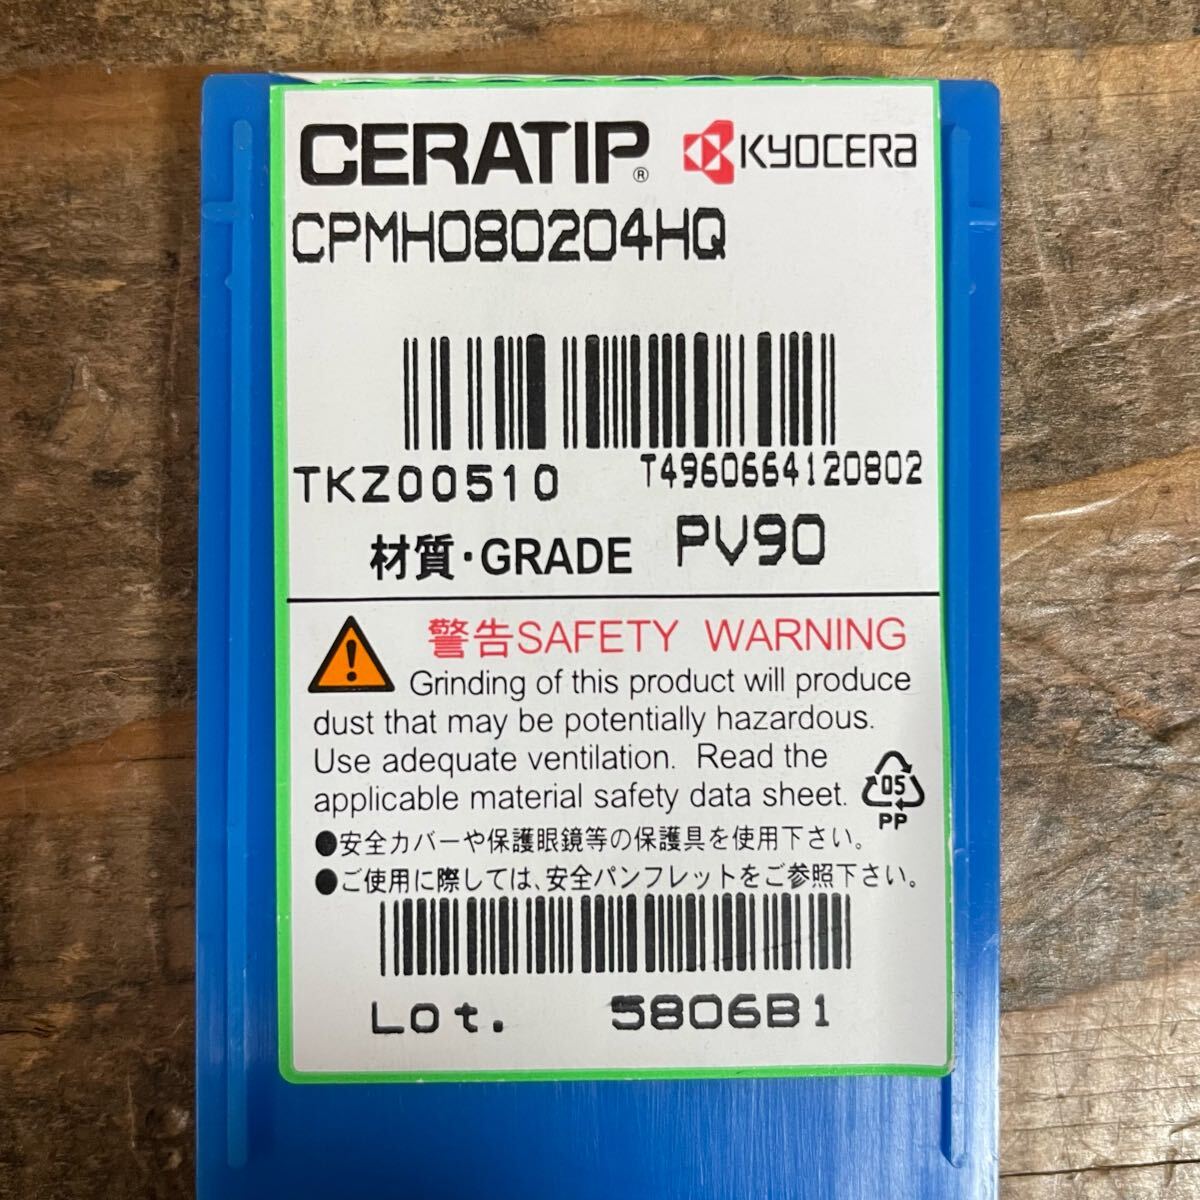 CERATIP® KYOCERA
CPMH080204HQ
TKZ00510 T4960664120802
材質・GRADE PV90
警告SAFETY WARNING
Grinding of this product will produce
dust that may be potentially hazardous.
Use adequate ventilation. Read the
applicable material safety data sheet.
05
PP
●安全カバーや保護眼鏡等の保護具を使用下さい。
●ご使用に際しては、安全パンフレットをご参照下さい。
Lot. 5806B1